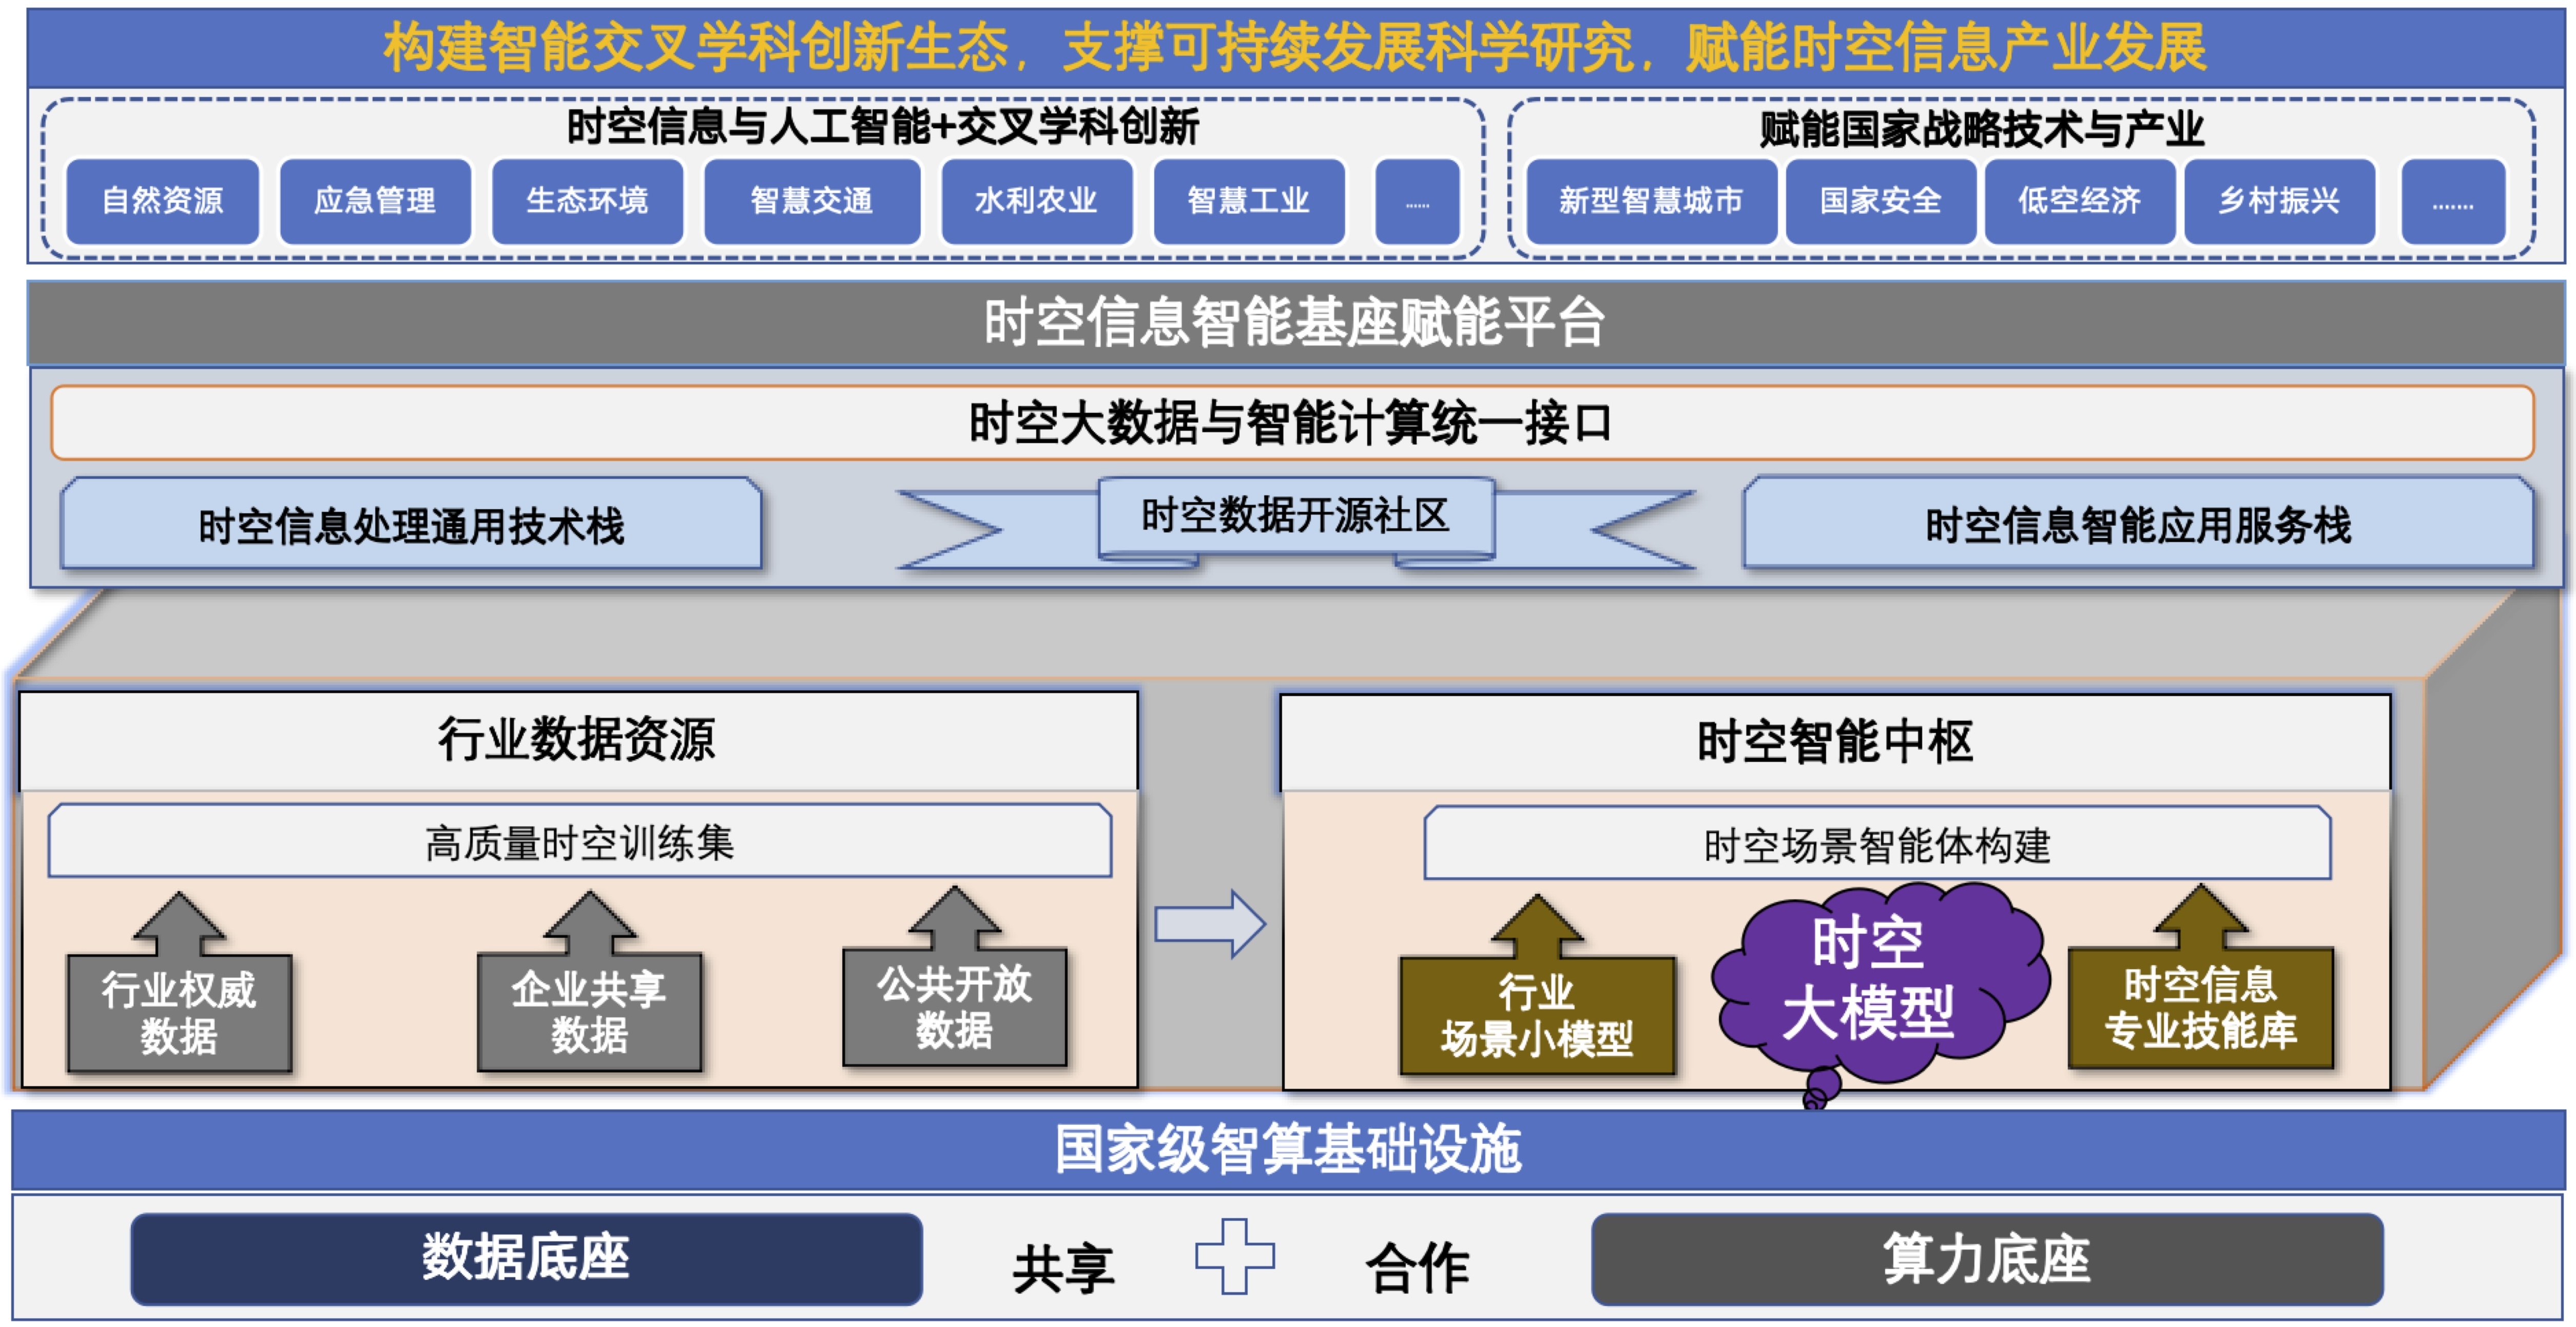 构建智能交叉学科创新生态，支撑可持续发展科学研究，赋能时空信息产业发展
时空信息与人工智能+交叉学科创新
赋能国家战略技术与产业
自然资源
应急管理
生态环境
智慧交通
水利农业
智慧工业
......
新型智慧城市
国家安全
低空经济
乡村振兴
.......
时空信息智能基座赋能平台
时空大数据与智能计算统一接口
时空信息处理通用技术栈
时空数据开源社区
时空信息智能应用服务栈
行业数据资源
高质量时空训练集
行业权威
数据
企业共享
数据
公共开放
数据
时空智能中枢
时空场景智能体构建
行业
场景小模型
时空
大模型
时空信息
专业技能库
国家级智算基础设施
数据底座
共享
合作
算力底座